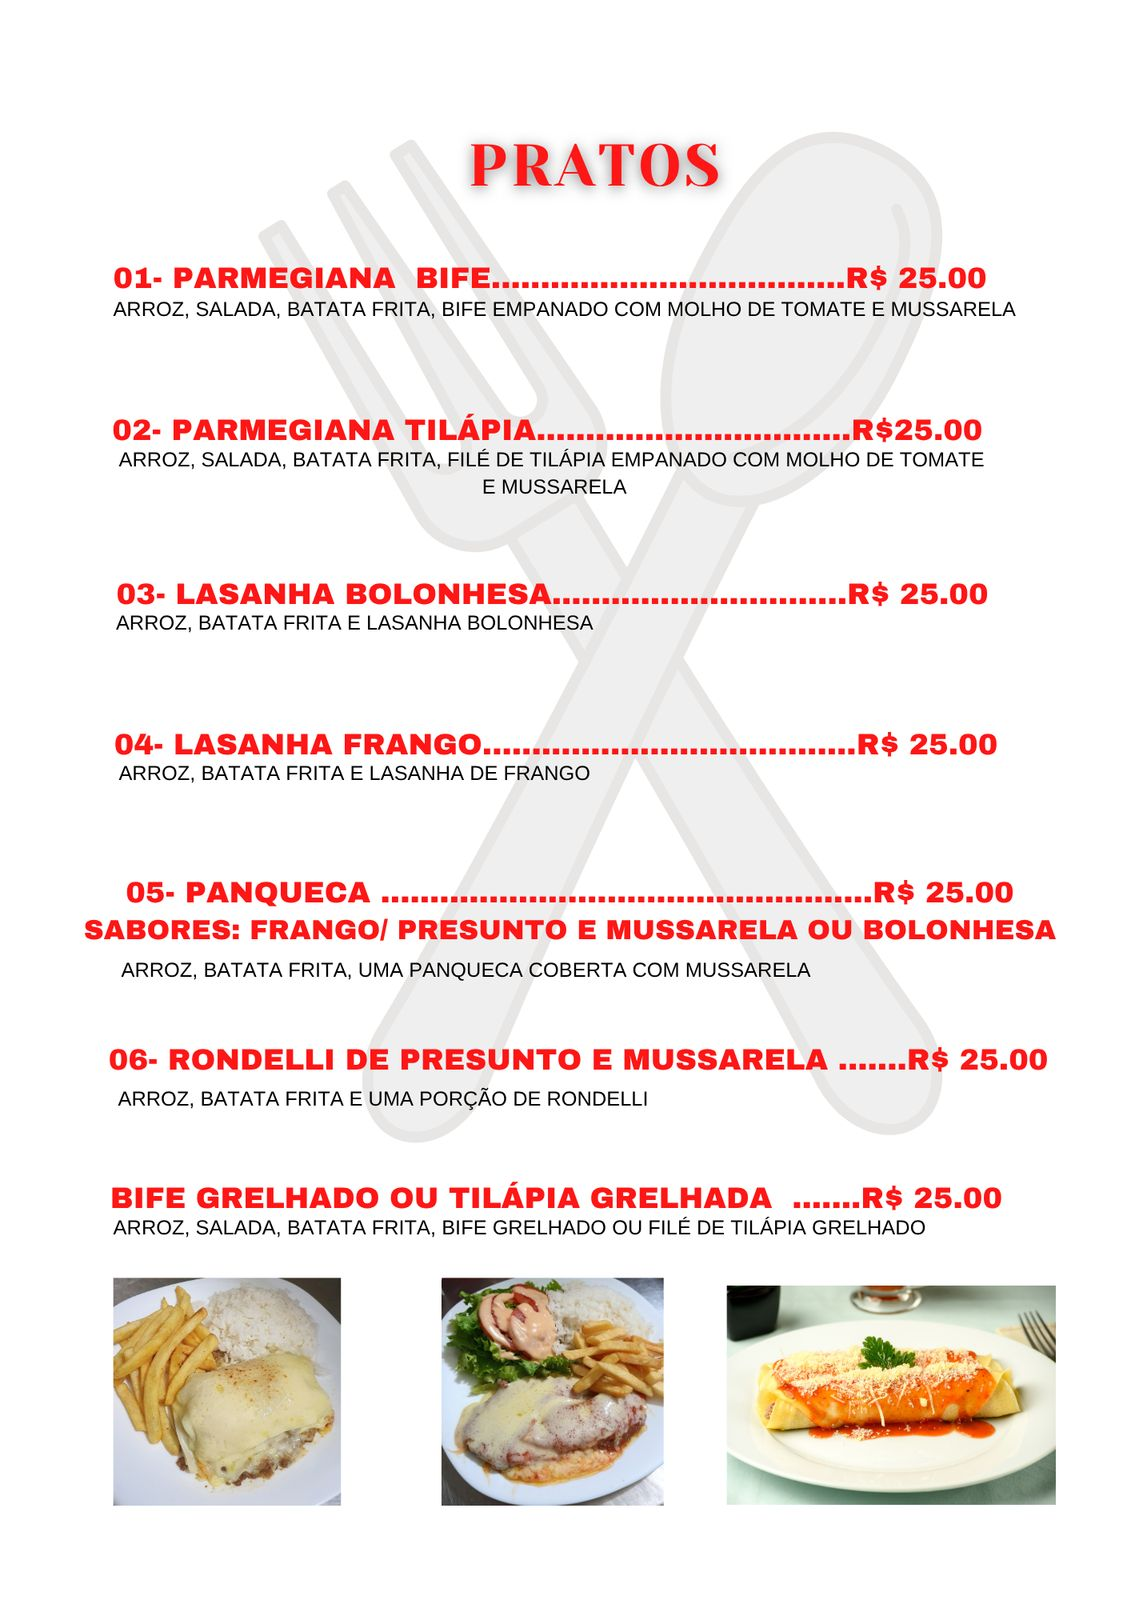 PRATOS
01- PARMEGIANA  BIFE....................................R$ 25.00
ARROZ, SALADA, BATATA FRITA, BIFE EMPANADO COM MOLHO DE TOMATE E MUSSARELA
02- PARMEGIANA TILÁPIA................................R$25.00
ARROZ, SALADA, BATATA FRITA, FILÉ DE TILÁPIA EMPANADO COM MOLHO DE TOMATE
E MUSSARELA
03- LASANHA BOLONHESA..............................R$ 25.00
ARROZ, BATATA FRITA E LASANHA BOLONHESA
04- LASANHA FRANGO......................................R$ 25.00
ARROZ, BATATA FRITA E LASANHA DE FRANGO
05- PANQUECA ..................................................R$ 25.00
SABORES: FRANGO/ PRESUNTO E MUSSARELA OU BOLONHESA
ARROZ, BATATA FRITA, UMA PANQUECA COBERTA COM MUSSARELA
06- RONDELLI DE PRESUNTO E MUSSARELA .......R$ 25.00
ARROZ, BATATA FRITA E UMA PORÇÃO DE RONDELLI
BIFE GRELHADO OU TILÁPIA GRELHADA  .......R$ 25.00
ARROZ, SALADA, BATATA FRITA, BIFE GRELHADO OU FILÉ DE TILÁPIA GRELHADO